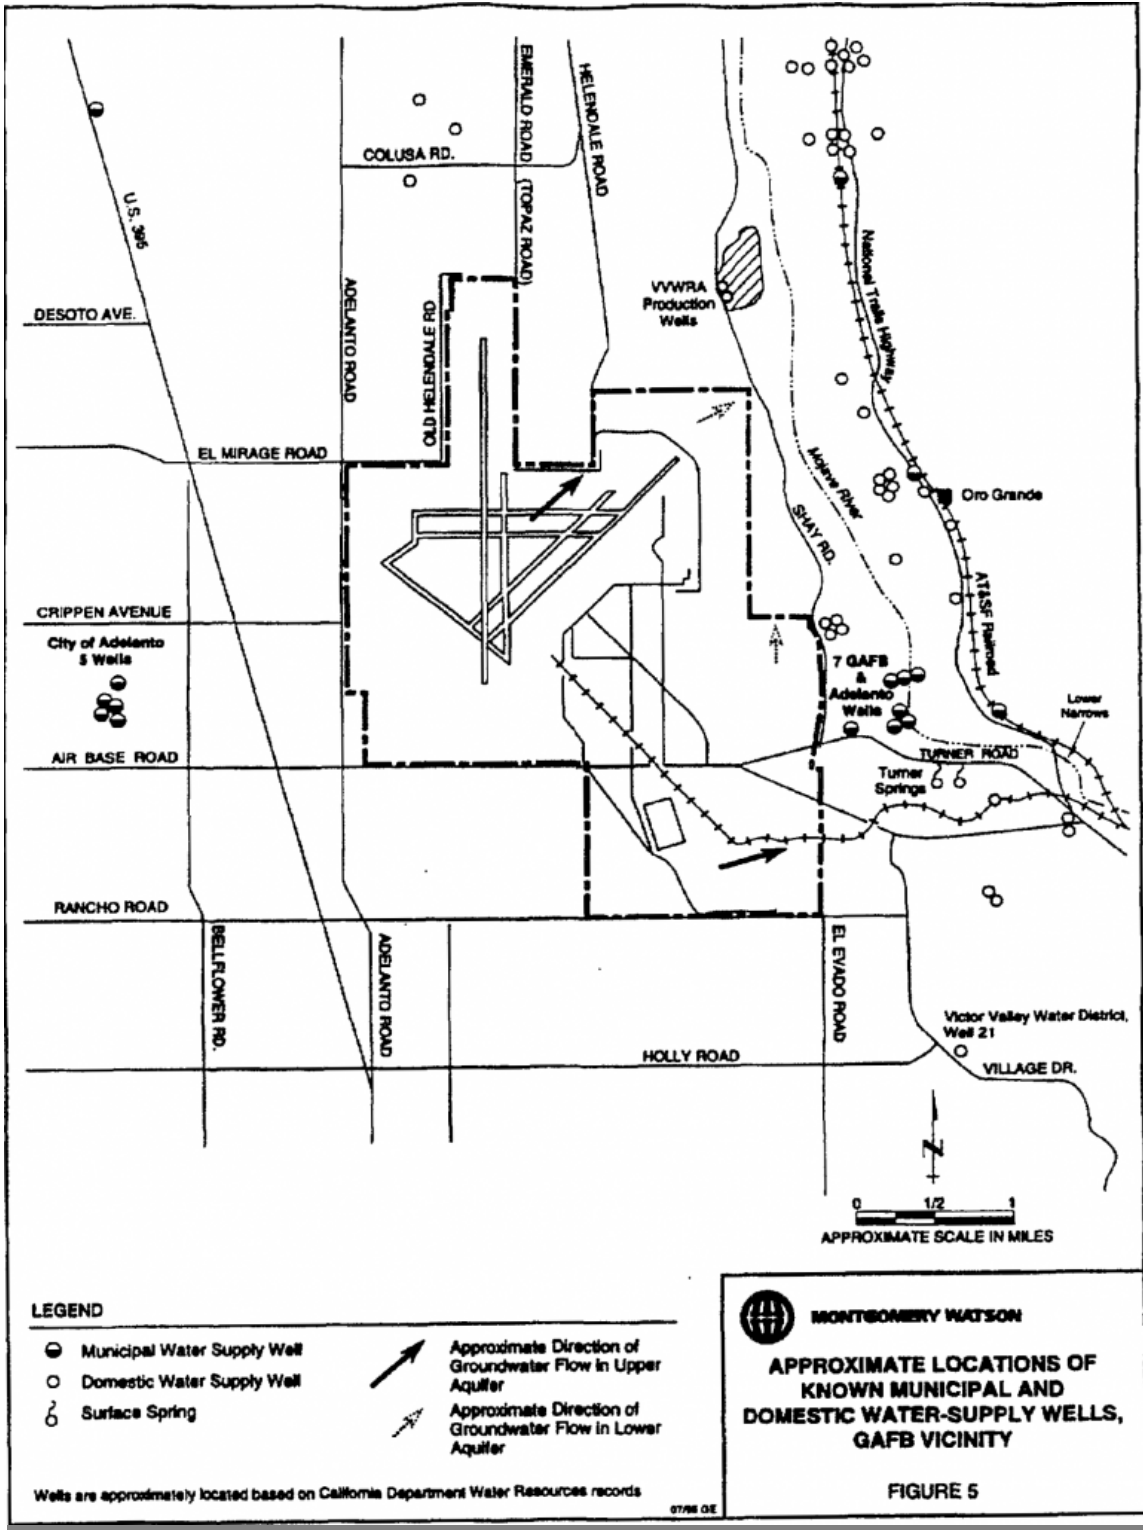 EMERALD ROAD
(TOPAZ ROAD)
HELENDALE ROAD
COLUSA RD.
U.S. 395
National Trails Highway
VVWRA
Production
Wells
DESOTO AVE.
ADELANTO ROAD
OLD HELENDALE RD
EL MIRAGE ROAD
Mojave River
Oro Grande
SHAY RD.
CRIPPEN AVENUE
City of Adelanto
5 Wells
AT&SF Railroad
7 GAFB
&
Adelanto
Wells
Lower
Narrows
AIR BASE ROAD
TURNER ROAD
Turner
Springs
RANCHO ROAD
BELLFLOWER RD.
ADELANTO ROAD
EL EVADO ROAD
Victor Valley Water District,
Well 21
HOLLY ROAD
VILLAGE DR.
N
0 1/2 1
APPROXIMATE SCALE IN MILES
LEGEND
Municipal Water Supply Well
Domestic Water Supply Well
Surface Spring
Approximate Direction of
Groundwater Flow in Upper
Aquifer
Approximate Direction of
Groundwater Flow in Lower
Aquifer
Wells are approximately located based on California Department Water Resources records
07/96 G/E
MONTGOMERY WATSON
APPROXIMATE LOCATIONS OF
KNOWN MUNICIPAL AND
DOMESTIC WATER-SUPPLY WELLS,
GAFB VICINITY
FIGURE 5